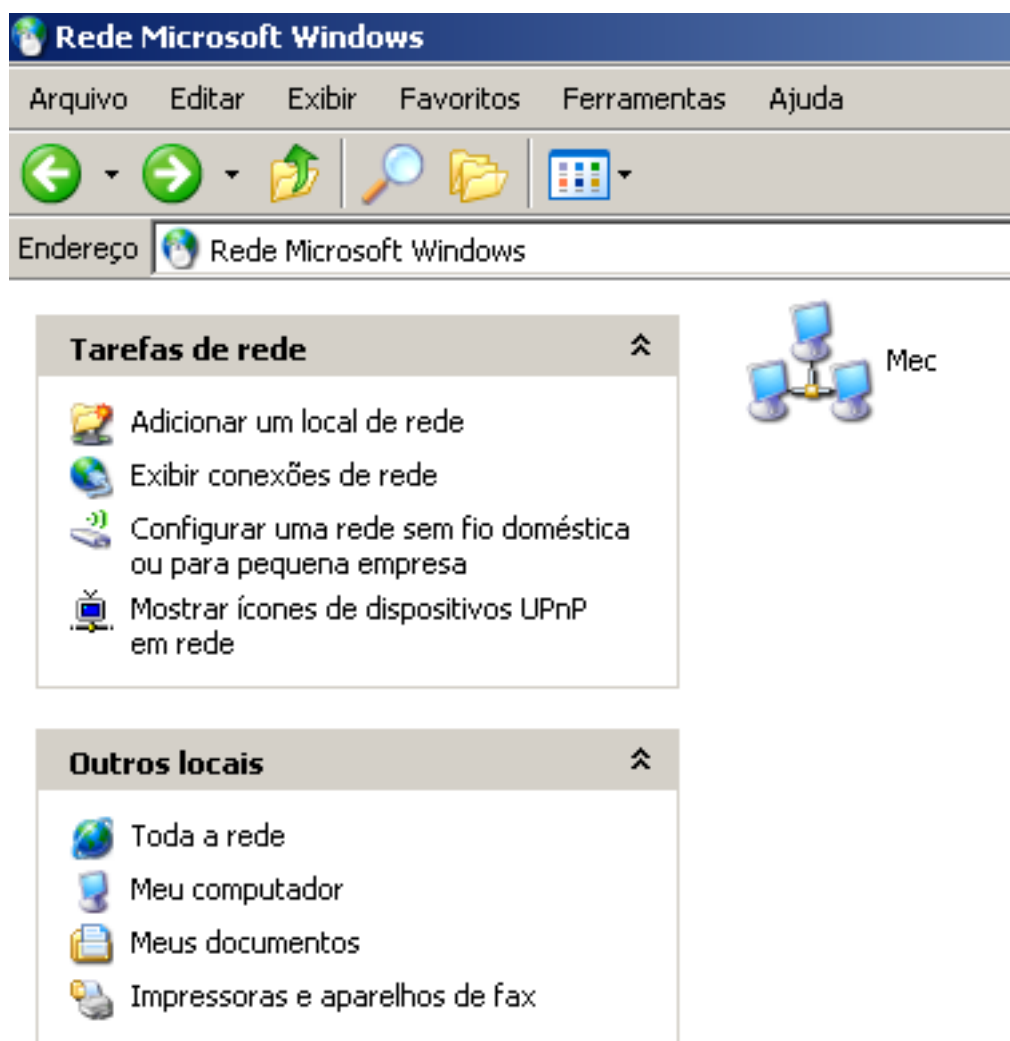 Rede Microsoft Windows
Arquivo Editar Exibir Favoritos Ferramentas Ajuda
Endereço Rede Microsoft Windows
Tarefas de rede
Adicionar um local de rede
Exibir conexões de rede
Configurar uma rede sem fio doméstica
ou para pequena empresa
Mostrar ícones de dispositivos UPnP
em rede
Outros locais
Toda a rede
Meu computador
Meus documentos
Impressoras e aparelhos de fax
Mec